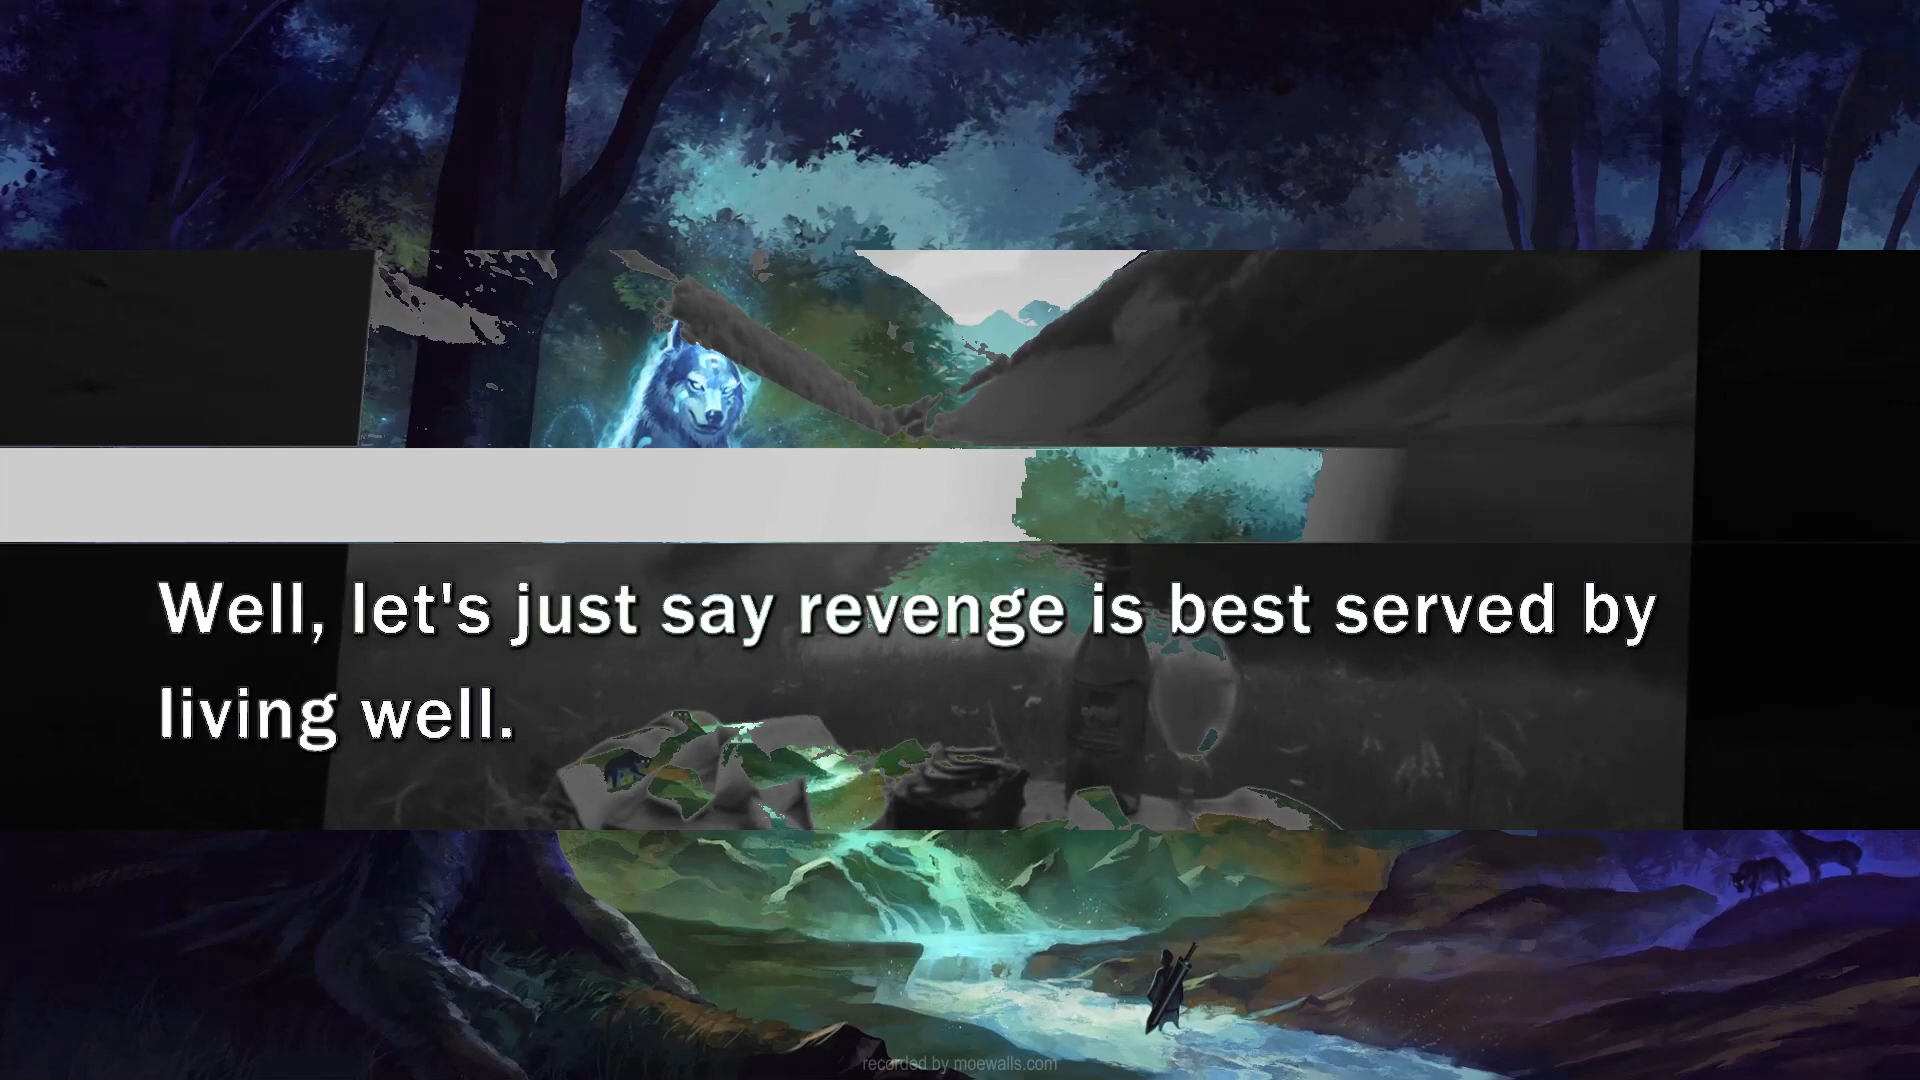 Well, let's just say revenge is best served by
living well.
recorded by moewalls.com